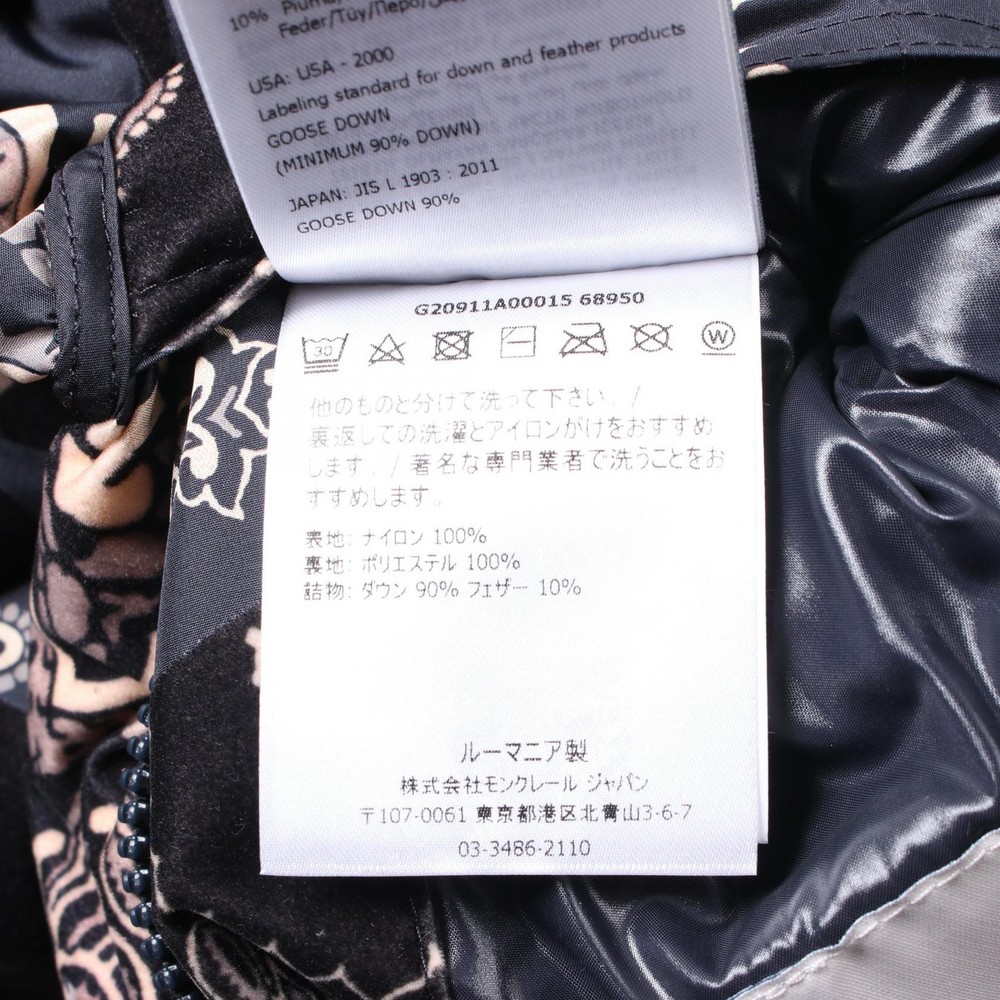 10% Piuma/
Feder/Tüy/Перо/
USA: USA - 2000
Labeling standard for down and feather products
GOOSE DOWN
(MINIMUM 90% DOWN)
JAPAN: JIS L 1903 : 2011
GOOSE DOWN 90%
G20911A00015 68950
30
W
他のものと分けて洗って下さい. /
裏返しての洗濯とアイロンがけをおすすめ
します. / 著名な専門業者で洗うことをお
すすめします..
表地: ナイロン 100%
裏地: ポリエステル 100%
詰物: ダウン 90% フェザー 10%
ルーマニア製
株式会社モンクレール ジャパン
〒107-0061 東京都港区北青山3-6-7
03-3486-2110